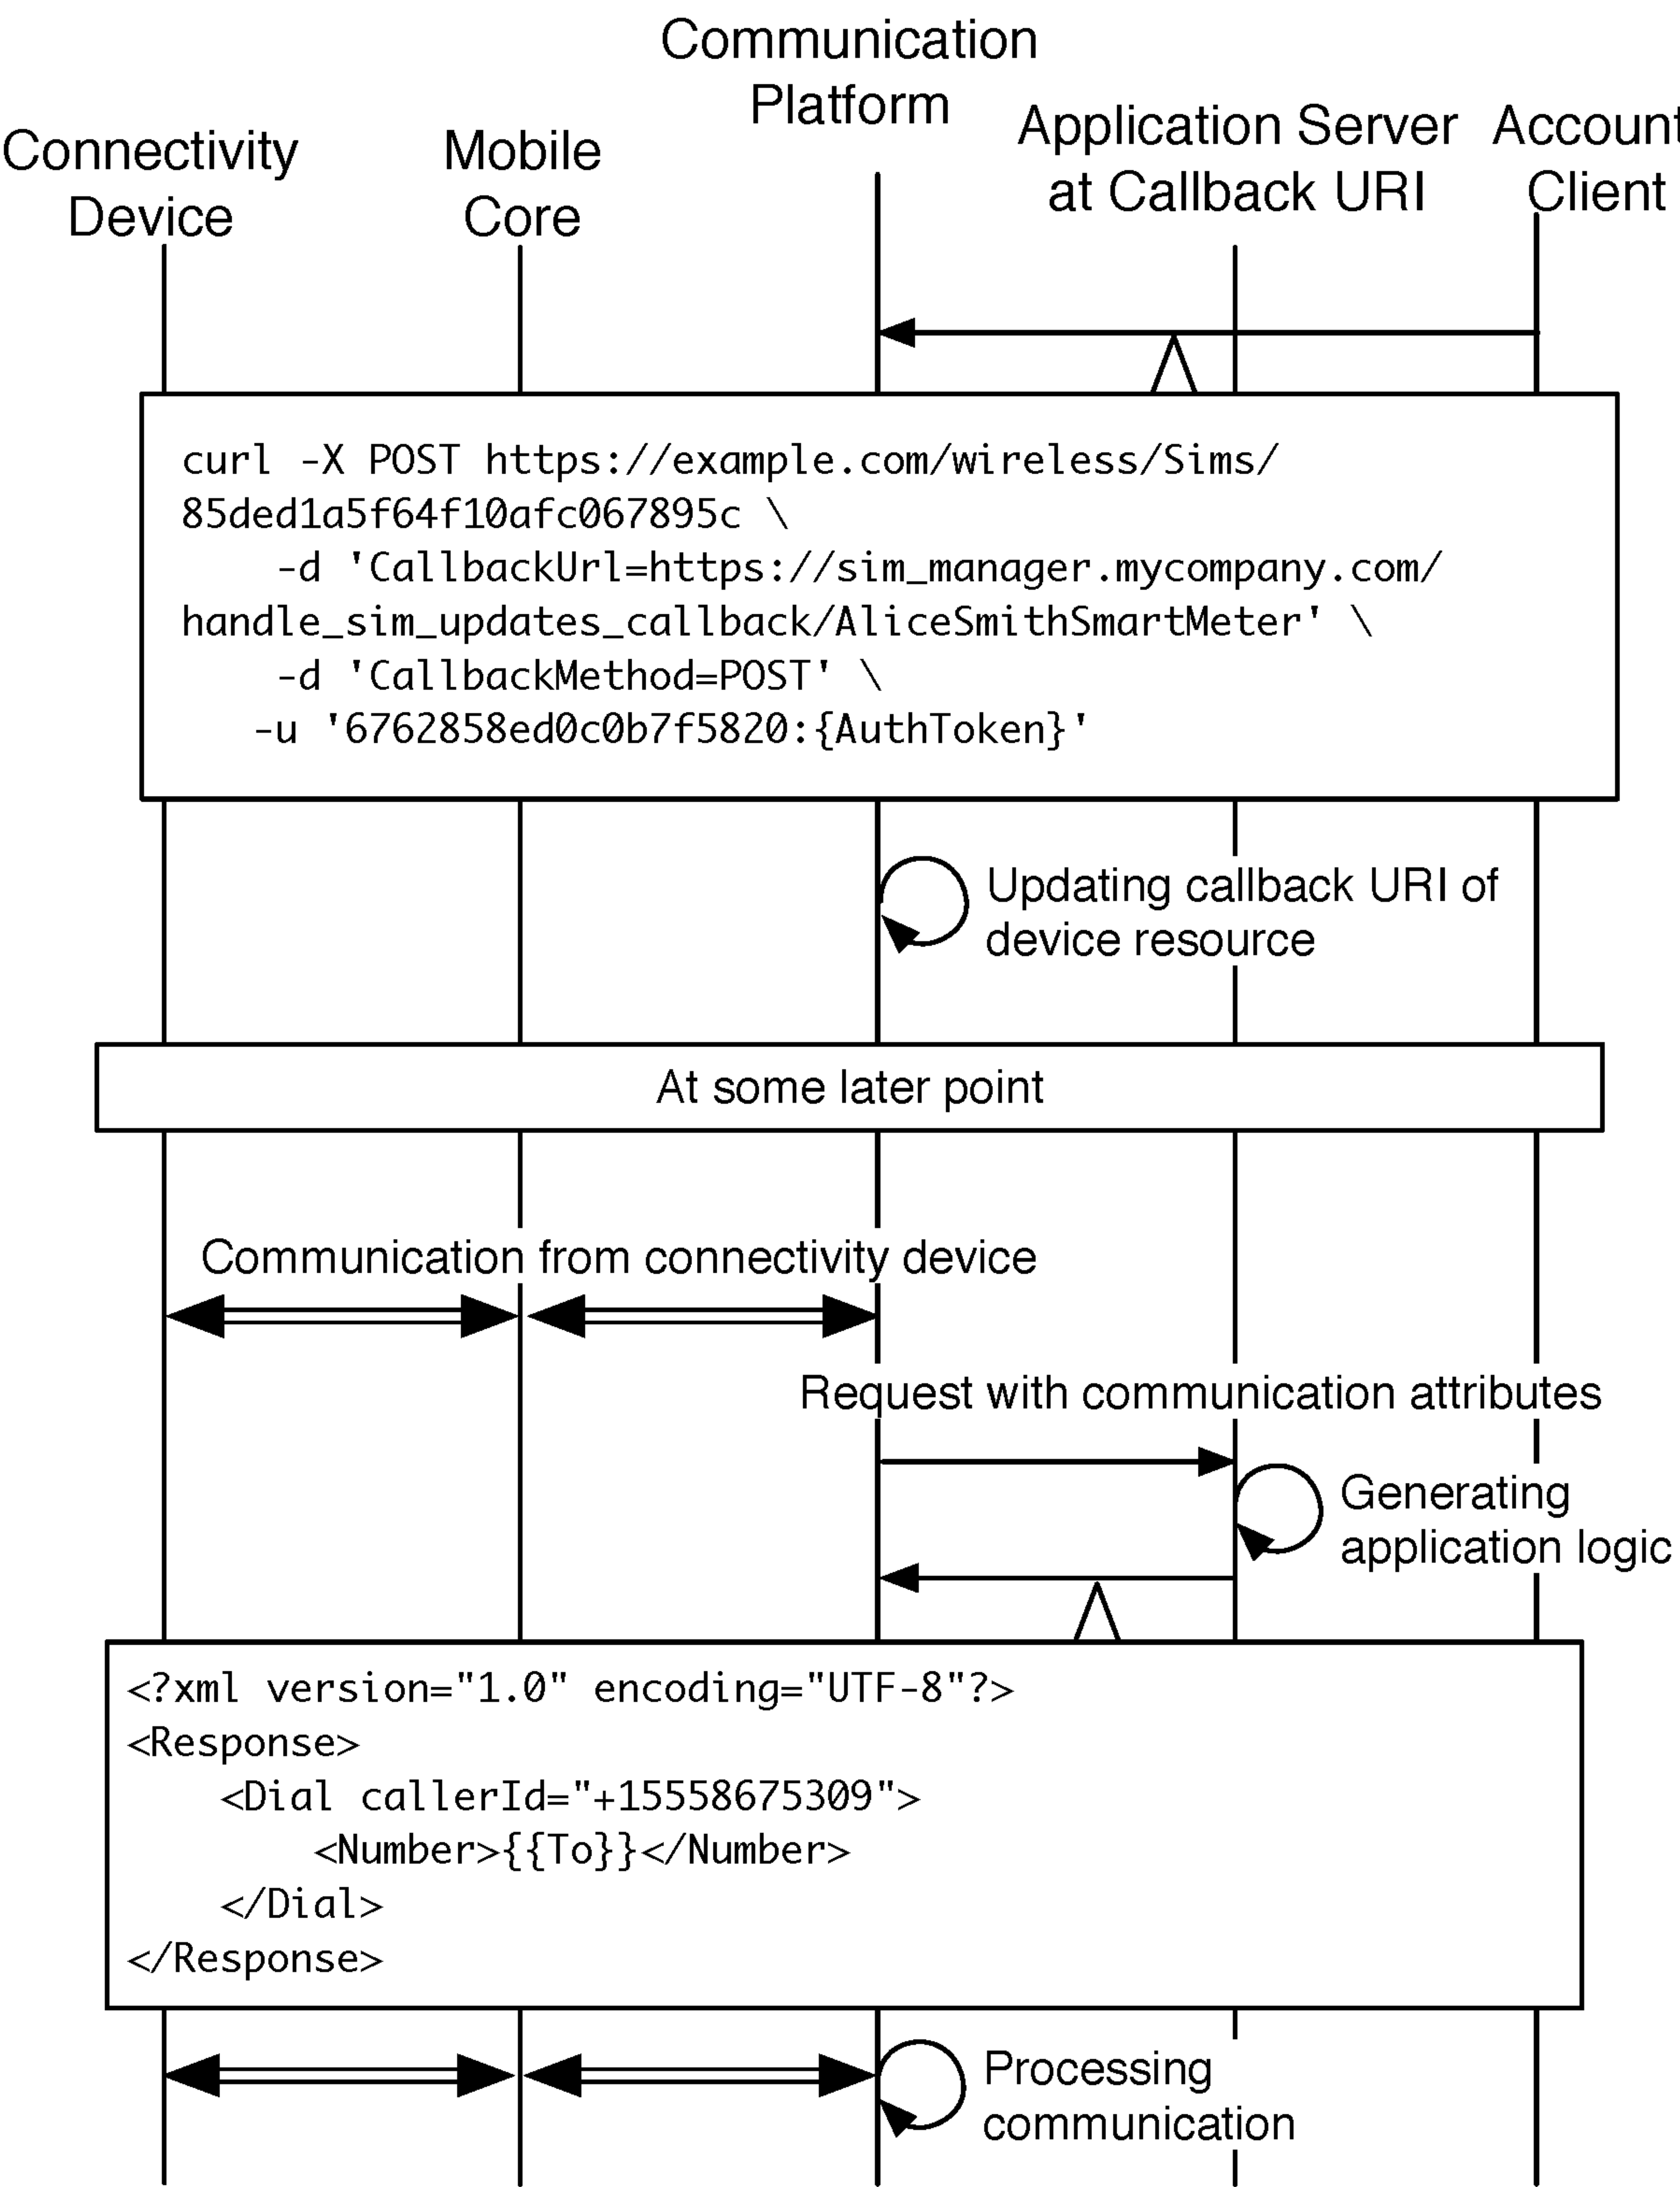 Communication
Platform
Connectivity
Device
Mobile
Core
Application Server
at Callback URI
Account
Client
curl -X POST https://example.com/wireless/Sims/
85ded1a5f64f10afc067895c \
-d 'CallbackUrl=https://sim_manager.mycompany.com/
handle_sim_updates_callback/AliceSmithSmartMeter' \
-d 'CallbackMethod=POST' \
-u '6762858ed0c0b7f5820:{AuthToken}'
Updating callback URI of
device resource
At some later point
Communication from connectivity device
Request with communication attributes
Generating
application logic
<?xml version="1.0" encoding="UTF-8"?>
<Response>
<Dial callerId="+15558675309">
<Number>{{To}}</Number>
</Dial>
</Response>
Processing
communication